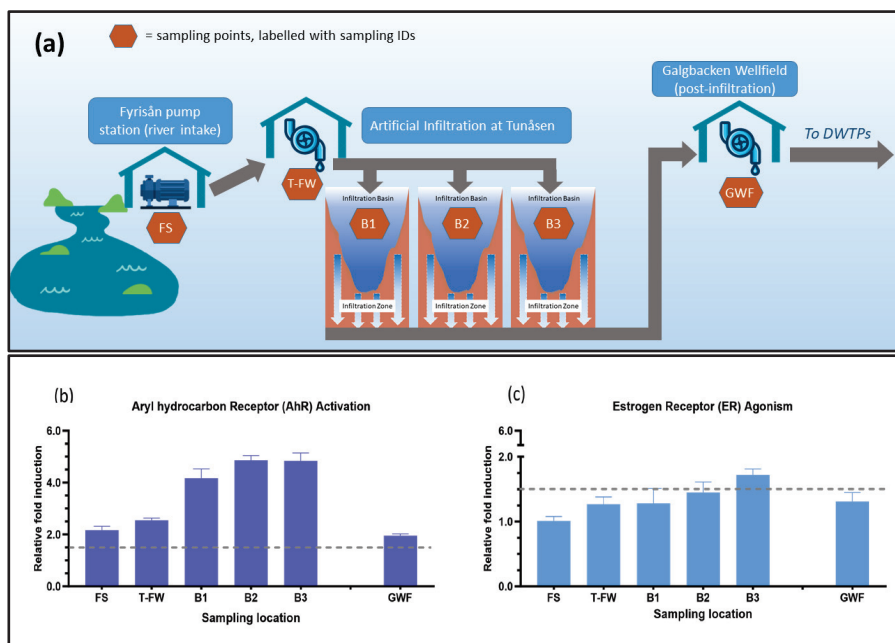 (a)
= sampling points, labelled with sampling IDs
Fyrisån pump
station (river intake)
FS
T-FW
Artificial Infiltration at Tunåsen
Infiltration Basin
Infiltration Basin
Infiltration Basin
B1
B2
B3
Infiltration Zone
Infiltration Zone
Infiltration Zone
Galgbacken Wellfield
(post-infiltration)
GWF
To DWTPs
(b)
Aryl hydrocarbon Receptor (AhR) Activation
Relative fold induction
6.0
4.0
2.0
0.0
FS T-FW B1 B2 B3 GWF
Sampling location
(c)
Estrogen Receptor (ER) Agonism
Relative fold induction
6.0
2.0
1.0
0.0
FS T-FW B1 B2 B3 GWF
Sampling location